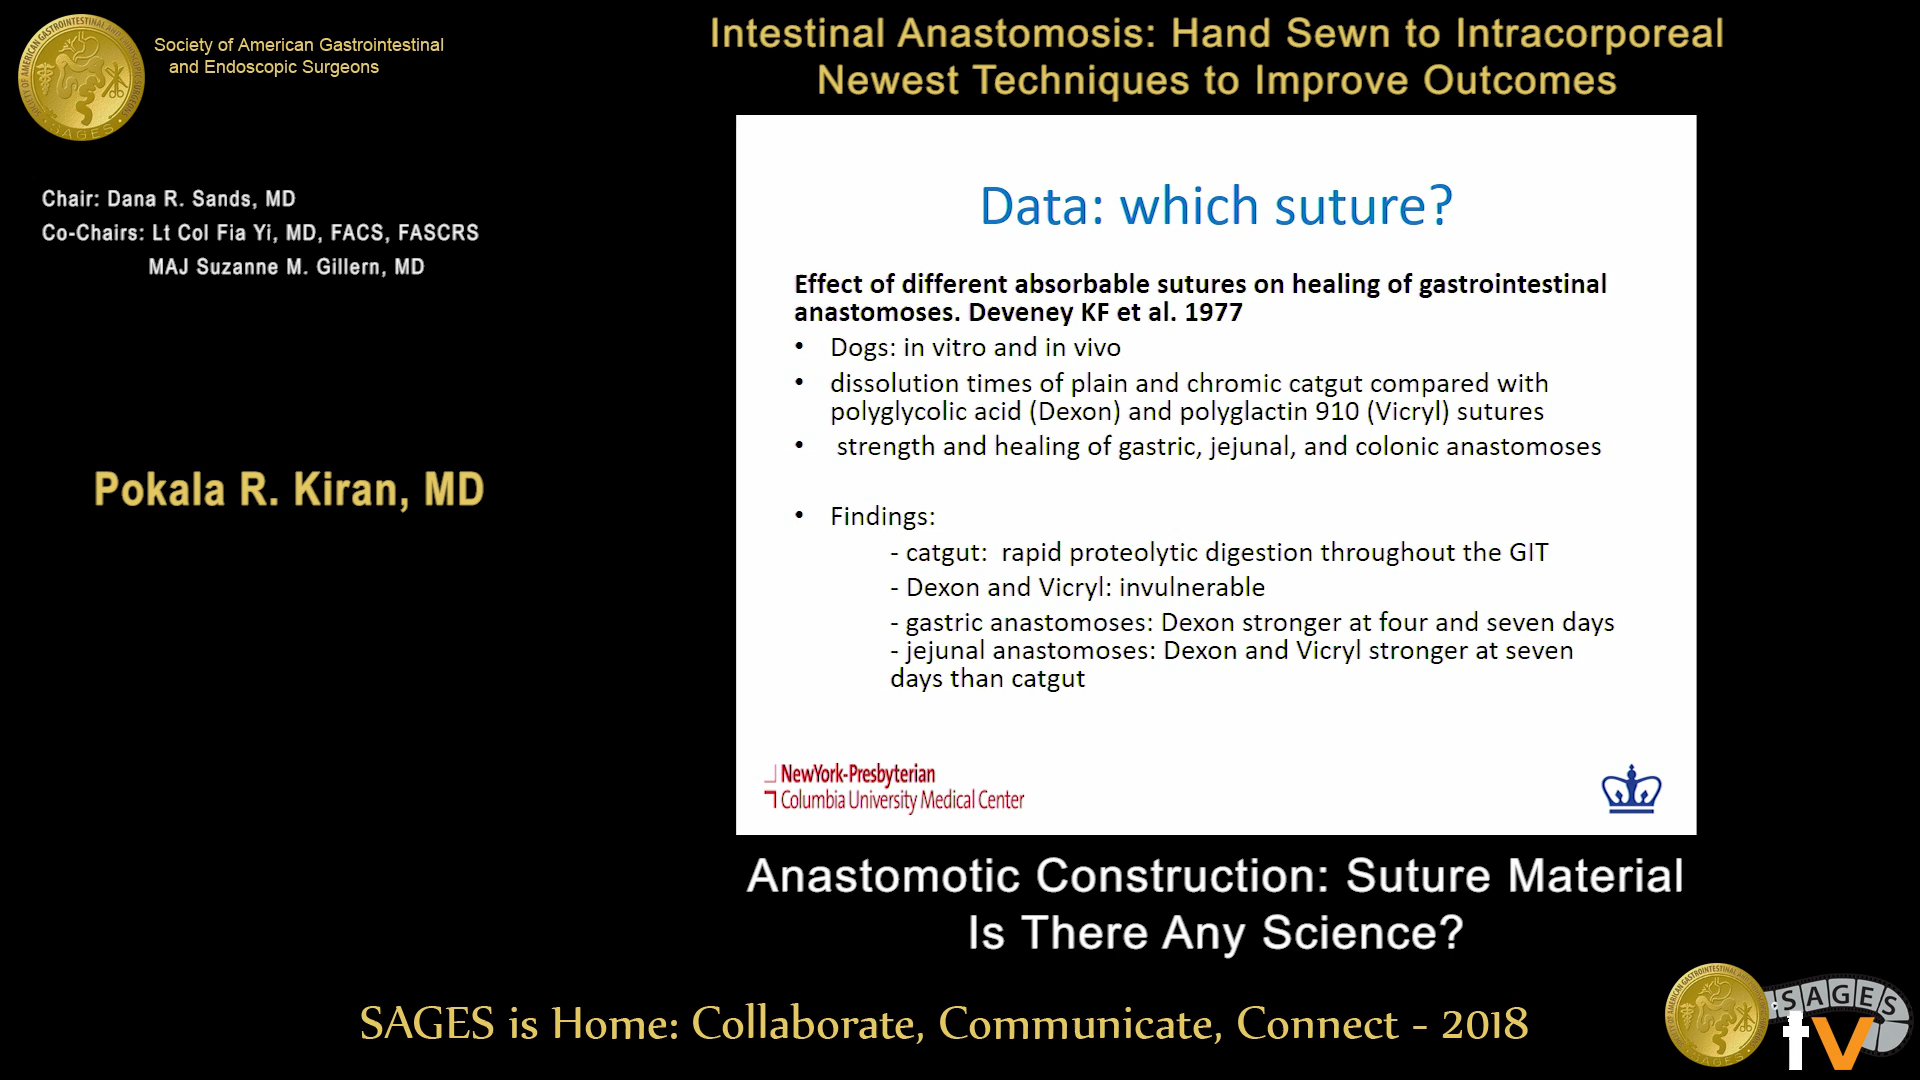 Society of American Gastrointestinal
and Endoscopic Surgeons
Intestinal Anastomosis: Hand Sewn to Intracorporeal
Newest Techniques to Improve Outcomes
Chair: Dana R. Sands, MD
Co-Chairs: Lt Col Fia Yi, MD, FACS, FASCRS
MAJ Suzanne M. Gillern, MD
Pokala R. Kiran, MD
Data: which suture?
Effect of different absorbable sutures on healing of gastrointestinal
anastomoses. Deveney KF et al. 1977
• Dogs: in vitro and in vivo
• dissolution times of plain and chromic catgut compared with
polyglycolic acid (Dexon) and polyglactin 910 (Vicryl) sutures
• strength and healing of gastric, jejunal, and colonic anastomoses
• Findings:
- catgut: rapid proteolytic digestion throughout the GIT
- Dexon and Vicryl: invulnerable
- gastric anastomoses: Dexon stronger at four and seven days
- jejunal anastomoses: Dexon and Vicryl stronger at seven
days than catgut
NewYork-Presbyterian
Columbia University Medical Center
Anastomotic Construction: Suture Material
Is There Any Science?
SAGES is Home: Collaborate, Communicate, Connect - 2018
SAGES
tv